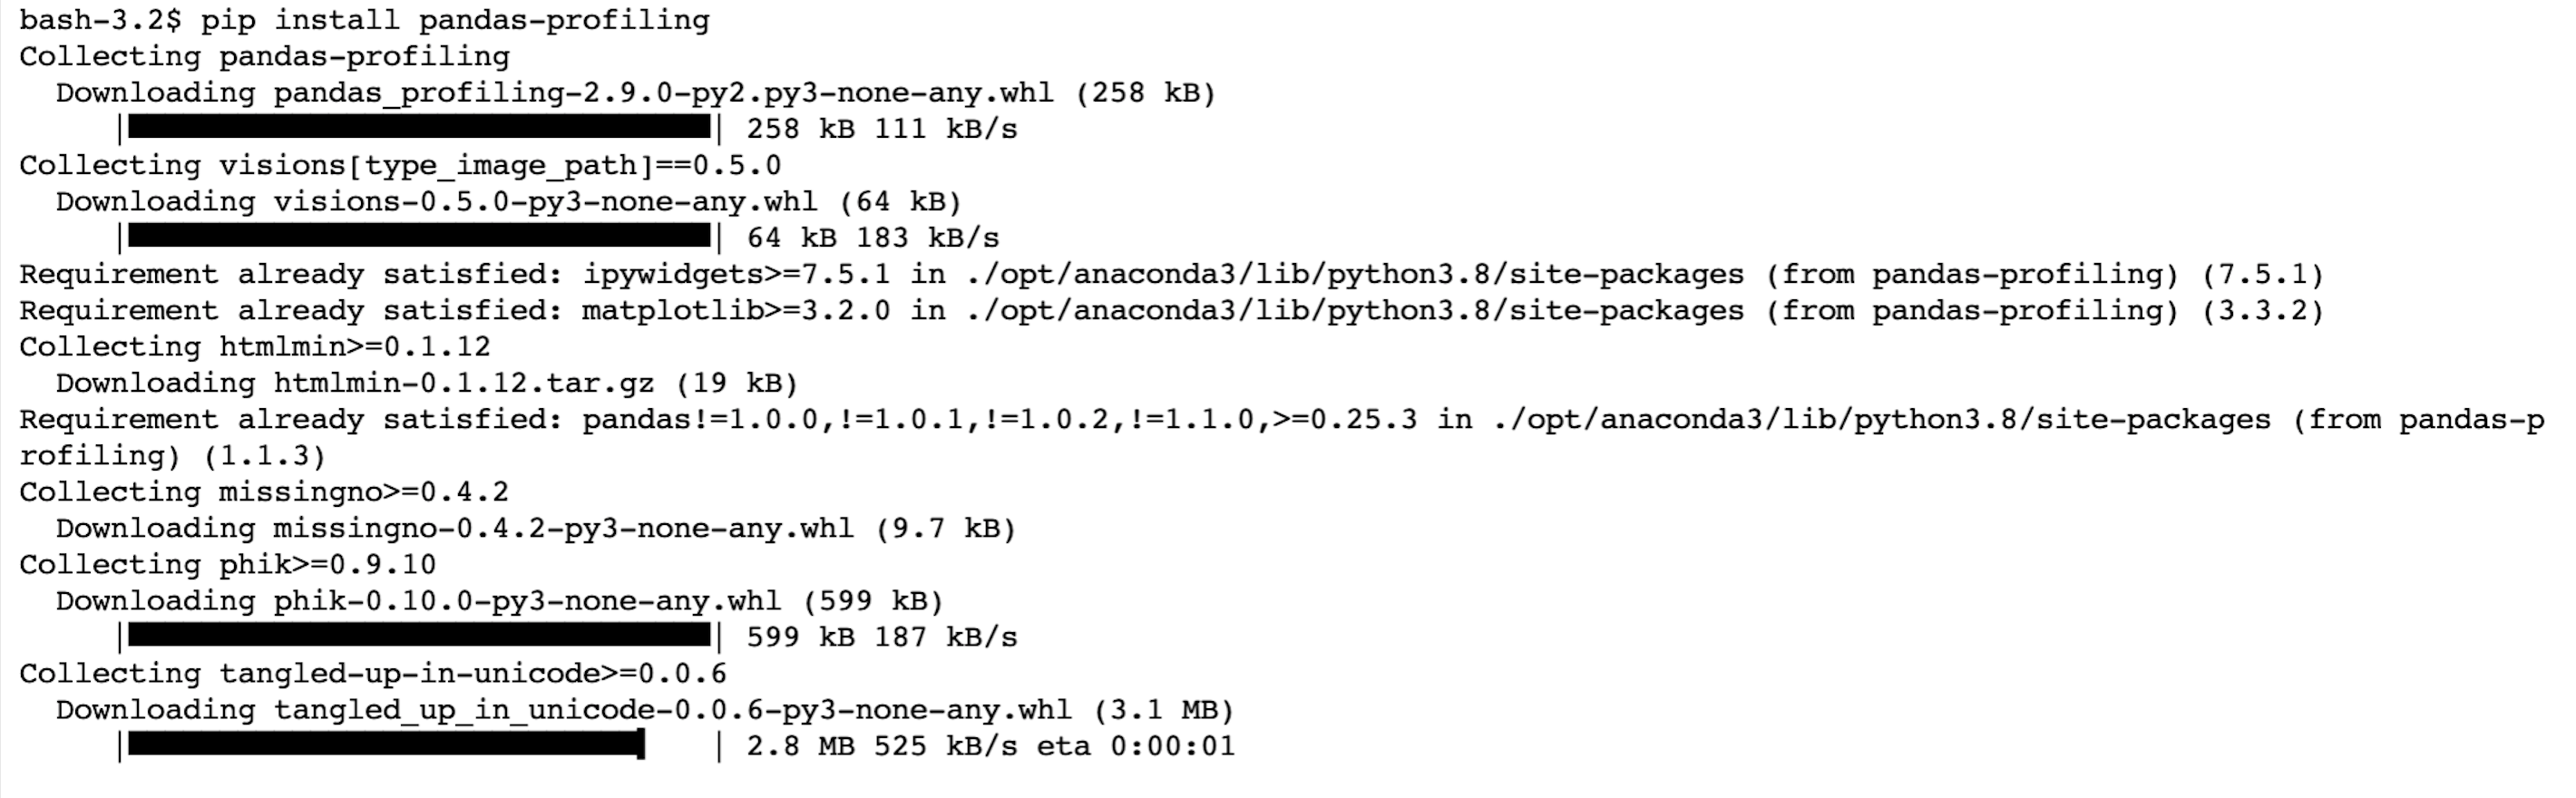 bash-3.2$ pip install pandas-profiling
Collecting pandas-profiling
  Downloading pandas_profiling-2.9.0-py2.py3-none-any.whl (258 kB)
     |████████████████████████████████| 258 kB 111 kB/s
Collecting visions[type_image_path]==0.5.0
  Downloading visions-0.5.0-py3-none-any.whl (64 kB)
     |████████████████████████████████| 64 kB 183 kB/s
Requirement already satisfied: ipywidgets>=7.5.1 in ./opt/anaconda3/lib/python3.8/site-packages (from pandas-profiling) (7.5.1)
Requirement already satisfied: matplotlib>=3.2.0 in ./opt/anaconda3/lib/python3.8/site-packages (from pandas-profiling) (3.3.2)
Collecting htmlmin>=0.1.12
  Downloading htmlmin-0.1.12.tar.gz (19 kB)
Requirement already satisfied: pandas!=1.0.0,!=1.0.1,!=1.0.2,!=1.1.0,>=0.25.3 in ./opt/anaconda3/lib/python3.8/site-packages (from pandas-p
rofiling) (1.1.3)
Collecting missingno>=0.4.2
  Downloading missingno-0.4.2-py3-none-any.whl (9.7 kB)
Collecting phik>=0.9.10
  Downloading phik-0.10.0-py3-none-any.whl (599 kB)
     |████████████████████████████████| 599 kB 187 kB/s
Collecting tangled-up-in-unicode>=0.0.6
  Downloading tangled_up_in_unicode-0.0.6-py3-none-any.whl (3.1 MB)
     |████████████████████████████▌   | 2.8 MB 525 kB/s eta 0:00:01